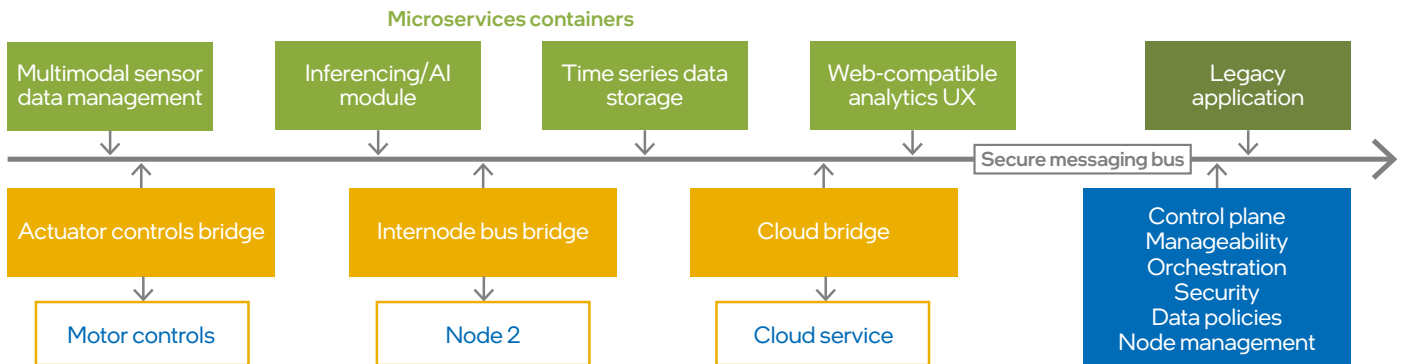 Microservices containers
Multimodal sensor
data management
Inferencing/AI
module
Time series data
storage
Web-compatible
analytics UX
Legacy
application
Secure messaging bus
Actuator controls bridge
Internode bus bridge
Cloud bridge
Control plane
Manageability
Orchestration
Security
Data policies
Node management
Motor controls
Node 2
Cloud service